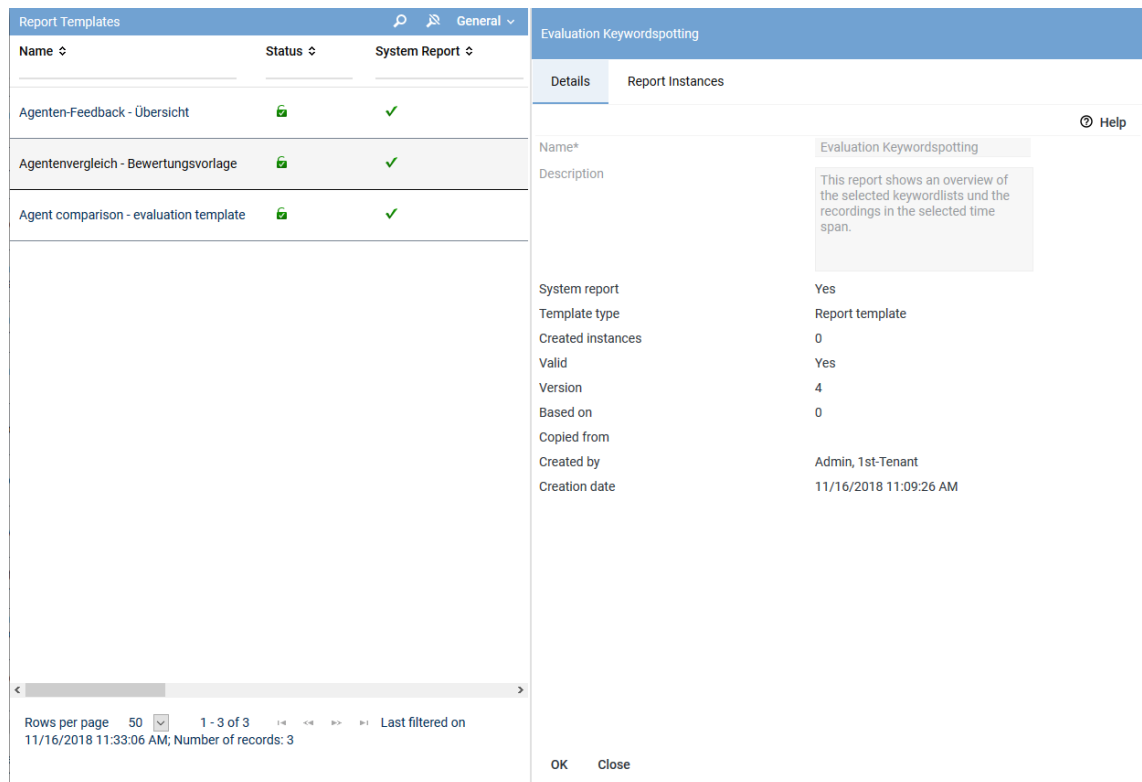 Report Templates
General
Name
Status
System Report
Agenten-Feedback - Übersicht
Agentenvergleich - Bewertungsvorlage
Agent comparison - evaluation template
Rows per page 50 1 - 3 of 3 Last filtered on
11/16/2018 11:33:06 AM; Number of records: 3
Evaluation Keywordspotting
Details Report Instances
Help
Name* Evaluation Keywordspotting
Description
This report shows an overview of
the selected keywordlists und the
recordings in the selected time
span.
System report Yes
Template type Report template
Created instances 0
Valid Yes
Version 4
Based on 0
Copied from
Created by Admin, 1st-Tenant
Creation date 11/16/2018 11:09:26 AM
OK Close